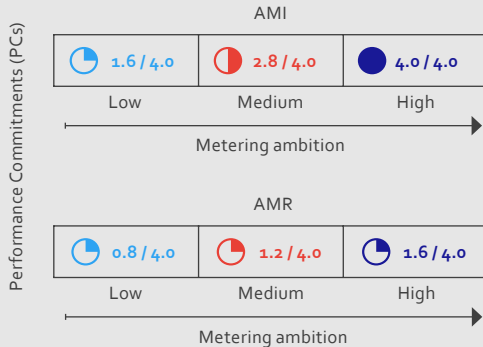 Performance Commitments (PCs)
AMI
1.6 / 4.0 2.8 / 4.0 4.0 / 4.0
Low Medium High
Metering ambition
AMR
0.8 / 4.0 1.2 / 4.0 1.6 / 4.0
Low Medium High
Metering ambition